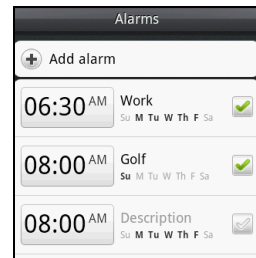 Alarms
Add alarm
06:30 AM Work
Su M Tu W Th F Sa
08:00 AM Golf
Su M Tu W Th F Sa
08:00 AM Description
Su M Tu W Th F Sa